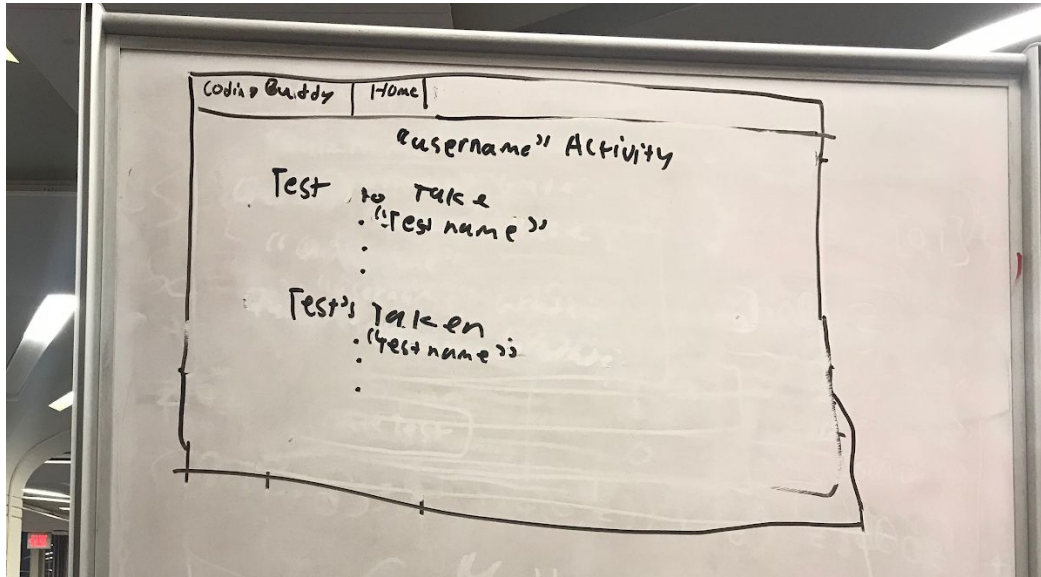 Coding Buddy Home
"username" Activity
Test to Take
"Test name"
Test's Taken
"Test name"